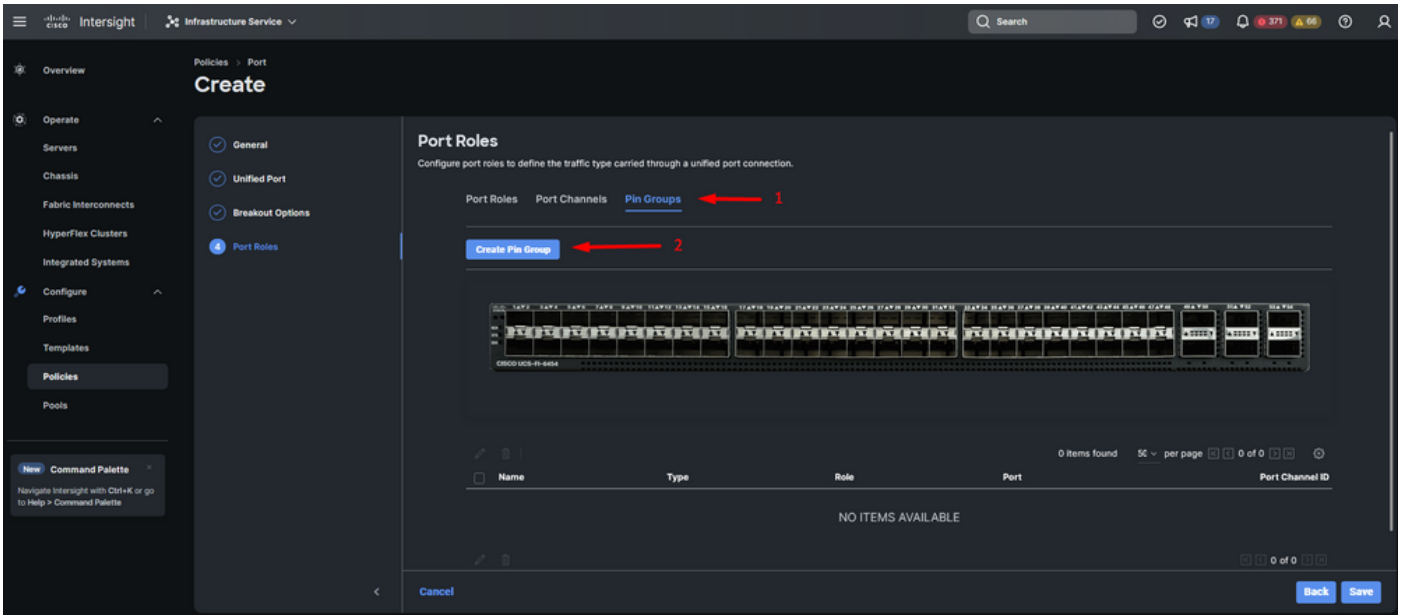 CISCO Intersight Infrastructure Service Search 17 371 66
Overview
Operate
Servers
Chassis
Fabric Interconnects
HyperFlex Clusters
Integrated Systems
Configure
Profiles
Templates
Policies
Pools
New Command Palette
Navigate Intersight with Ctrl+K or go
to Help > Command Palette
Policies > Port
Create
General
Unified Port
Breakout Options
4 Port Roles
Port Roles
Configure port roles to define the traffic type carried through a unified port connection.
Port Roles Port Channels Pin Groups 1
Create Pin Group 2
CISCO UCS-FI-6454
0 items found 50 per page 0 of 0
Name Type Role Port Port Channel ID
NO ITEMS AVAILABLE
0 of 0
Cancel Back Save